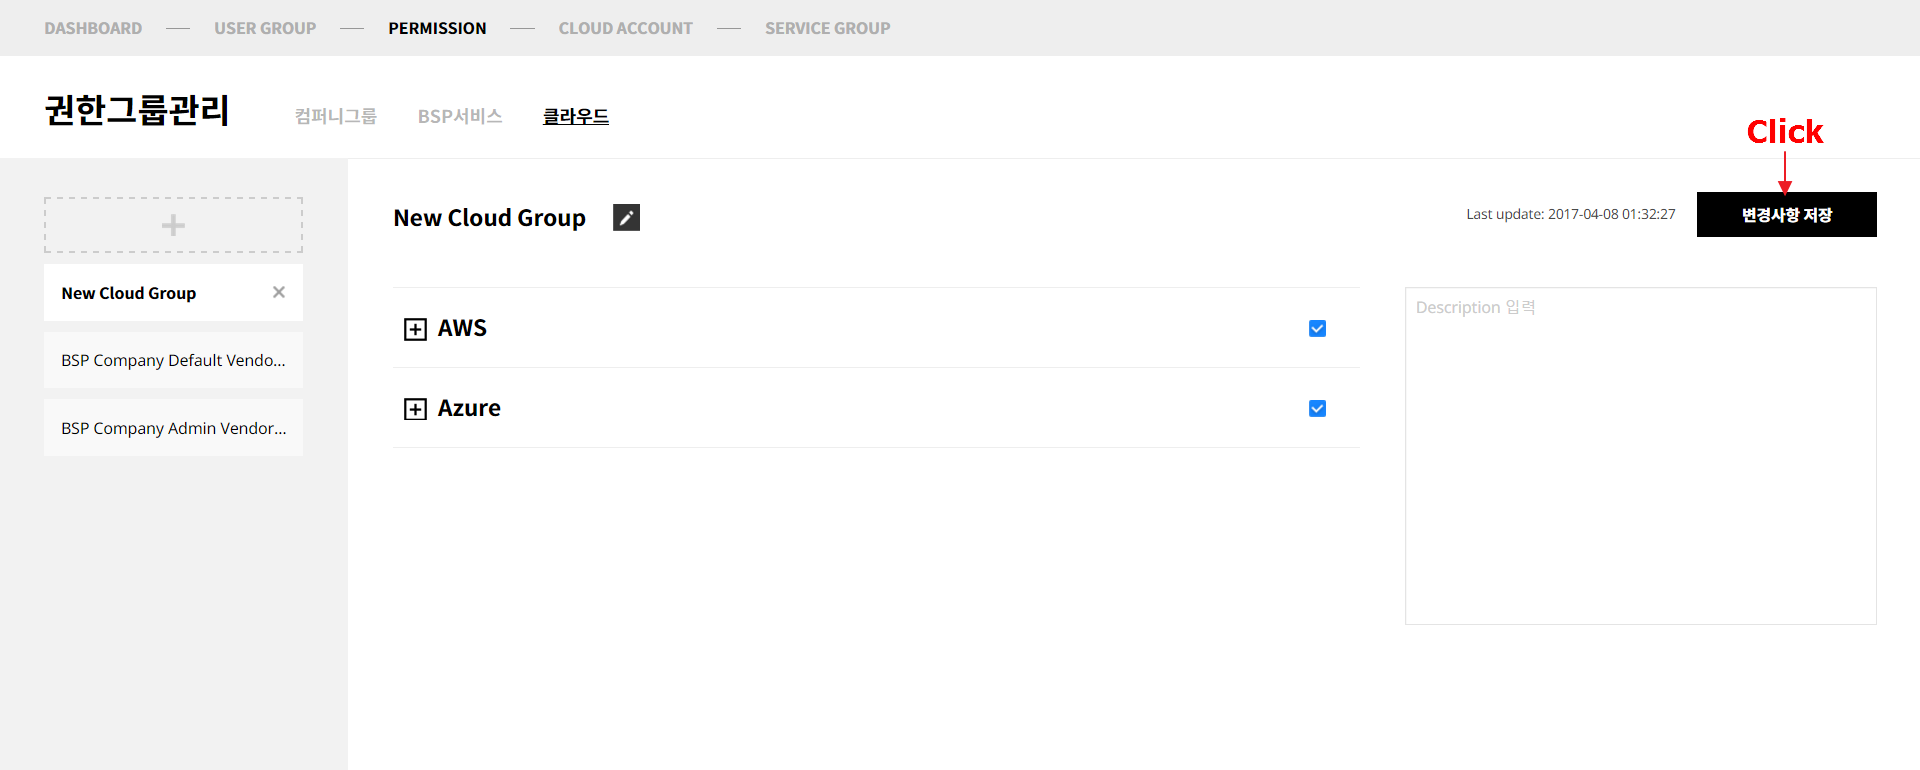 DASHBOARD USER GROUP PERMISSION CLOUD ACCOUNT SERVICE GROUP
권한그룹관리 컴퍼니그룹 BSP서비스 클라우드
Click
New Cloud Group Last update: 2017-04-08 01:32:27 변경사항 저장
New Cloud Group
BSP Company Default Vendo...
BSP Company Admin Vendor...
AWS
Azure
Description 입력